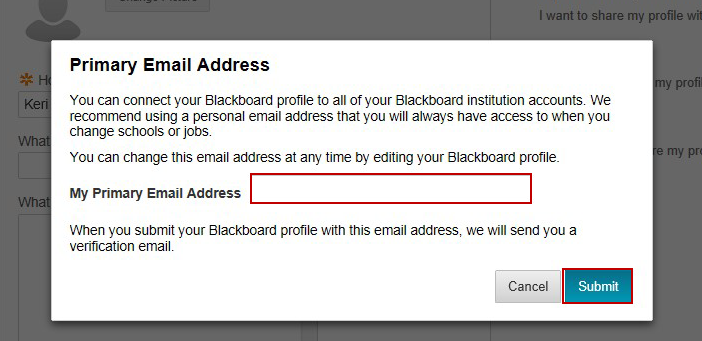 Change Picture
I want to share my profile wit
Primary Email Address
You can connect your Blackboard profile to all of your Blackboard institution accounts. We
recommend using a personal email address that you will always have access to when you
change schools or jobs.
You can change this email address at any time by editing your Blackboard profile.
My Primary Email Address
When you submit your Blackboard profile with this email address, we will send you a
verification email.
Cancel
Submit
Keri
What
What
my profil
re my pro